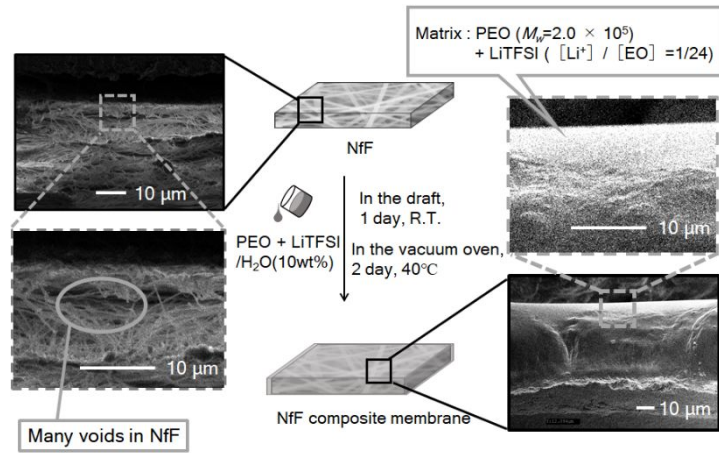 Matrix : PEO (Mw=2.0 × 10⁵)
+ LiTFSI ( [Li⁺] / [EO] =1/24)
10 μm
NfF
10 μm
PEO + LiTFSI
/H₂O(10wt%)
In the draft,
1 day, R.T.
In the vacuum oven,
2 day, 40℃
10 μm
Many voids in NfF
NfF composite membrane
10 μm